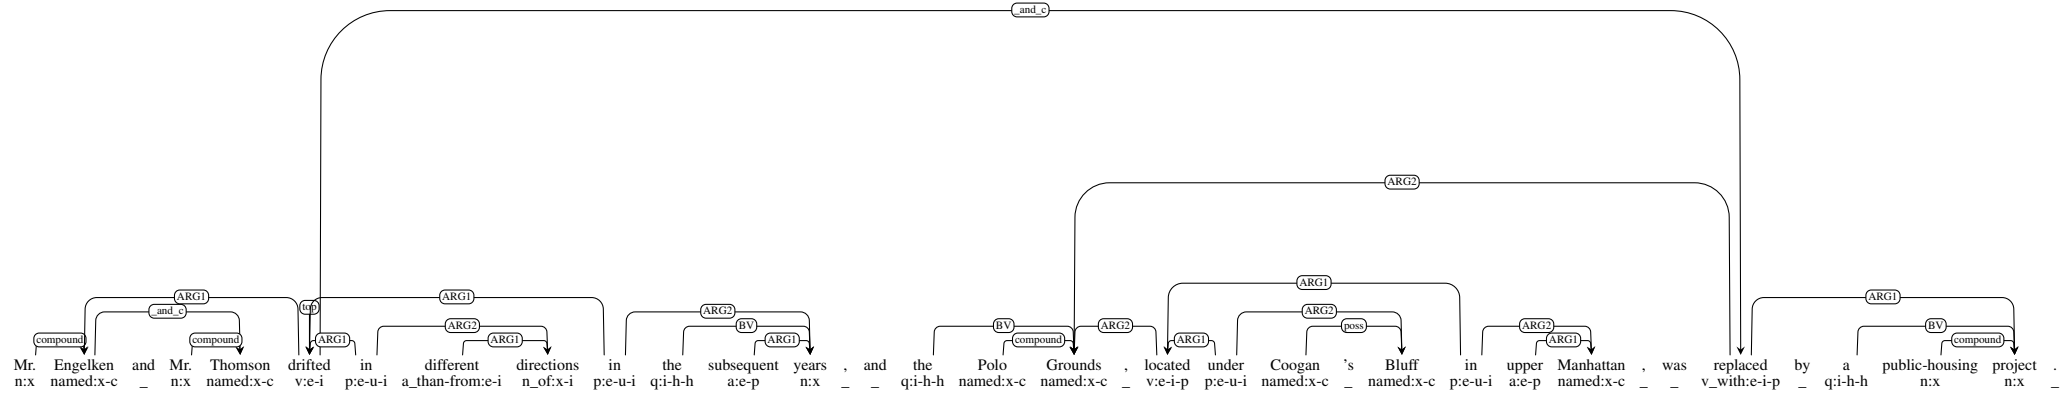 _and_c
ARG2
ARG1
ARG1 top ARG1 ARG1
_and_c ARG2 ARG2
ARG2 BV BV ARG2 poss ARG2 BV
compound compound ARG1 ARG1 ARG1 compound ARG1 ARG1 compound
Mr. Engelken and Mr. Thomson drifted in different directions in the subsequent years , and the Polo Grounds , located under Coogan 's Bluff in upper Manhattan , was replaced by a public-housing project .
n:x named:x-c _ n:x named:x-c v:e-i p:e-u-i a_than-from:e-i n_of:x-i p:e-u-i q:i-h-h a:e-p n:x _ _ q:i-h-h named:x-c named:x-c _ v:e-i-p p:e-u-i named:x-c _ named:x-c p:e-u-i a:e-p named:x-c _ _ v_with:e-i-p _ q:i-h-h n:x n:x _